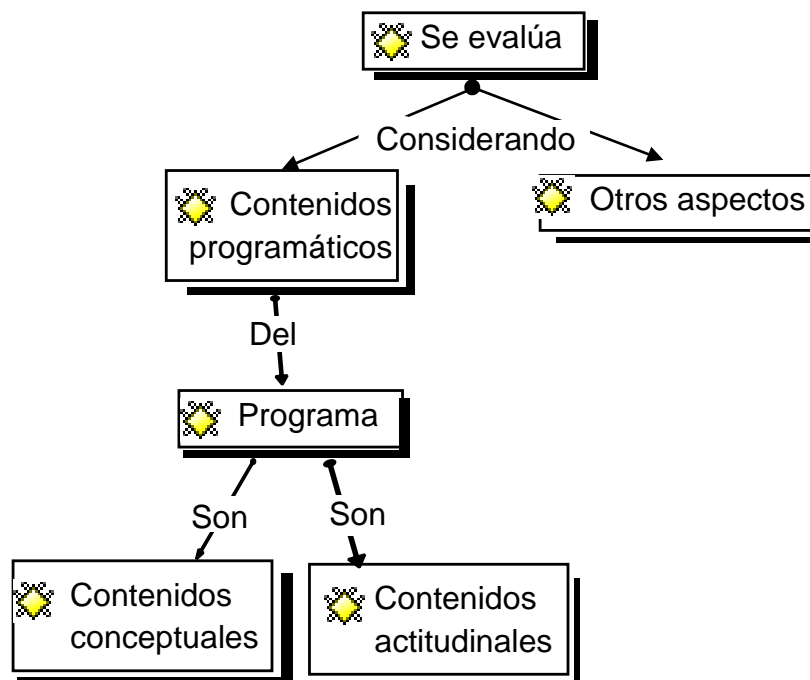 Se evalúa
Considerando
Contenidos
programáticos
Otros aspectos
Del
Programa
Son
Son
Contenidos
conceptuales
Contenidos
actitudinales